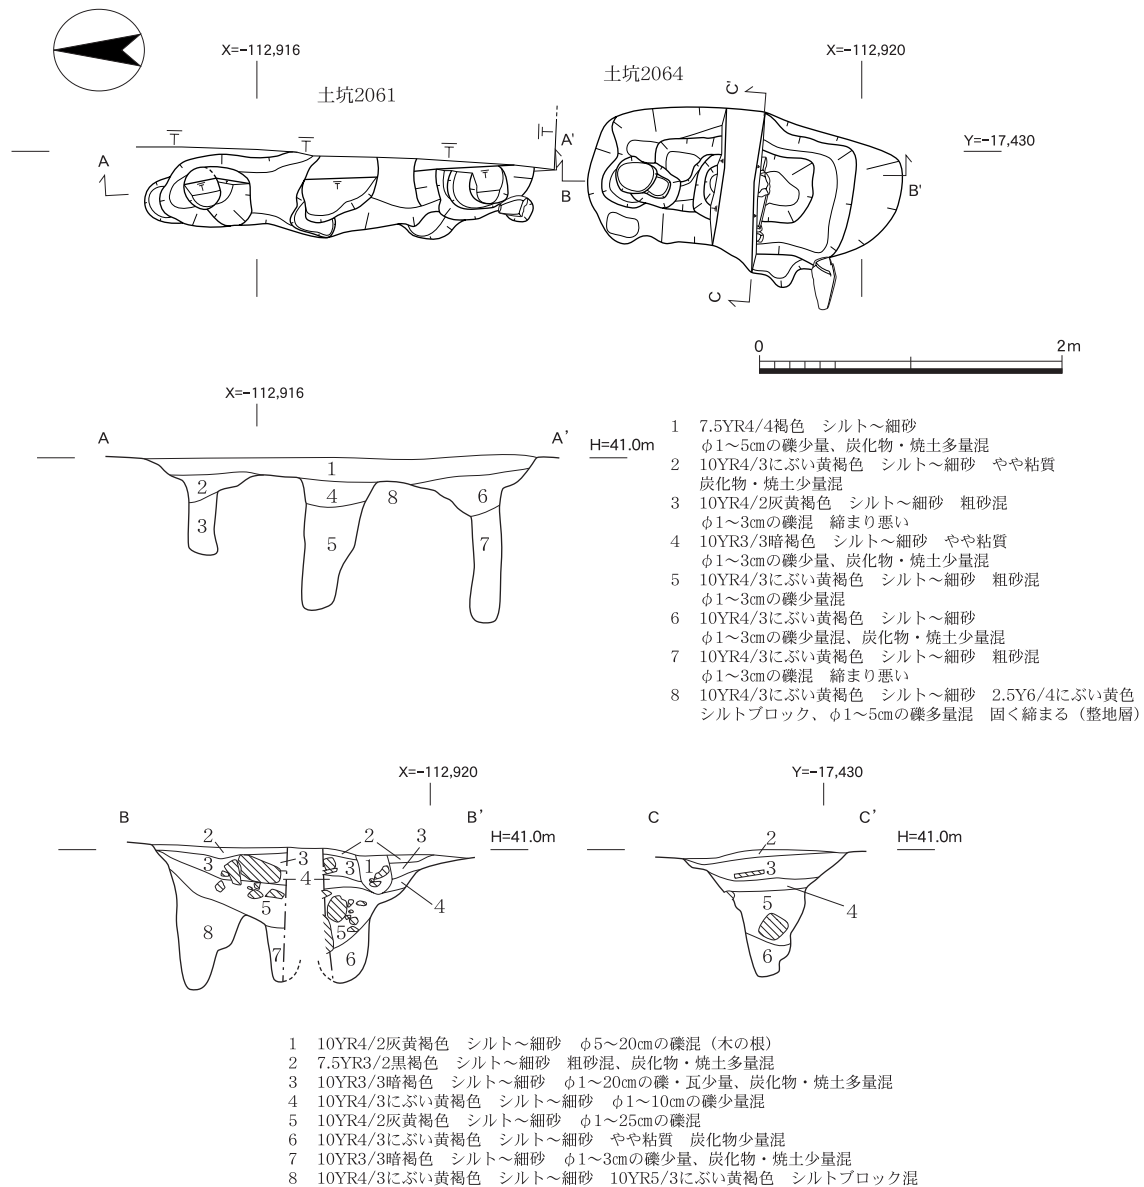 X=−112,916
X=−112,920
土坑2061
土坑2064
Y=−17,430
A
A'
B
B'
C'
C
0
2m
X=−112,916
A
A'
H=41.0m
1
2
3
4
5
6
7
8
1 7.5YR4/4褐色 シルト〜細砂
φ1〜5㎝の礫少量、炭化物・焼土多量混
2 10YR4/3にぶい黄褐色 シルト〜細砂 やや粘質
炭化物・焼土少量混
3 10YR4/2灰黄褐色 シルト〜細砂 粗砂混
φ1〜3㎝の礫混 締まり悪い
4 10YR3/3暗褐色 シルト〜細砂 やや粘質
φ1〜3㎝の礫少量、炭化物・焼土少量混
5 10YR4/3にぶい黄褐色 シルト〜細砂 粗砂混
φ1〜3㎝の礫少量混
6 10YR4/3にぶい黄褐色 シルト〜細砂
φ1〜3㎝の礫少量混、炭化物・焼土少量混
7 10YR4/3にぶい黄褐色 シルト〜細砂 粗砂混
φ1〜3㎝の礫混 締まり悪い
8 10YR4/3にぶい黄褐色 シルト〜細砂 2.5Y6/4にぶい黄色
シルトブロック、φ1〜5㎝の礫多量混 固く締まる（整地層）
X=−112,920
B
B'
H=41.0m
2
2
3
3
3
3
1
4
4
5
5
8
7
6
Y=−17,430
C
C'
H=41.0m
2
3
4
5
6
1 10YR4/2灰黄褐色 シルト〜細砂 φ5〜20㎝の礫混（木の根）
2 7.5YR3/2黒褐色 シルト〜細砂 粗砂混、炭化物・焼土多量混
3 10YR3/3暗褐色 シルト〜細砂 φ1〜20㎝の礫・瓦少量、炭化物・焼土多量混
4 10YR4/3にぶい黄褐色 シルト〜細砂 φ1〜10㎝の礫少量混
5 10YR4/2灰黄褐色 シルト〜細砂 φ1〜25㎝の礫混
6 10YR4/3にぶい黄褐色 シルト〜細砂 やや粘質 炭化物少量混
7 10YR3/3暗褐色 シルト〜細砂 φ1〜3㎝の礫少量、炭化物・焼土少量混
8 10YR4/3にぶい黄褐色 シルト〜細砂 10YR5/3にぶい黄褐色 シルトブロック混